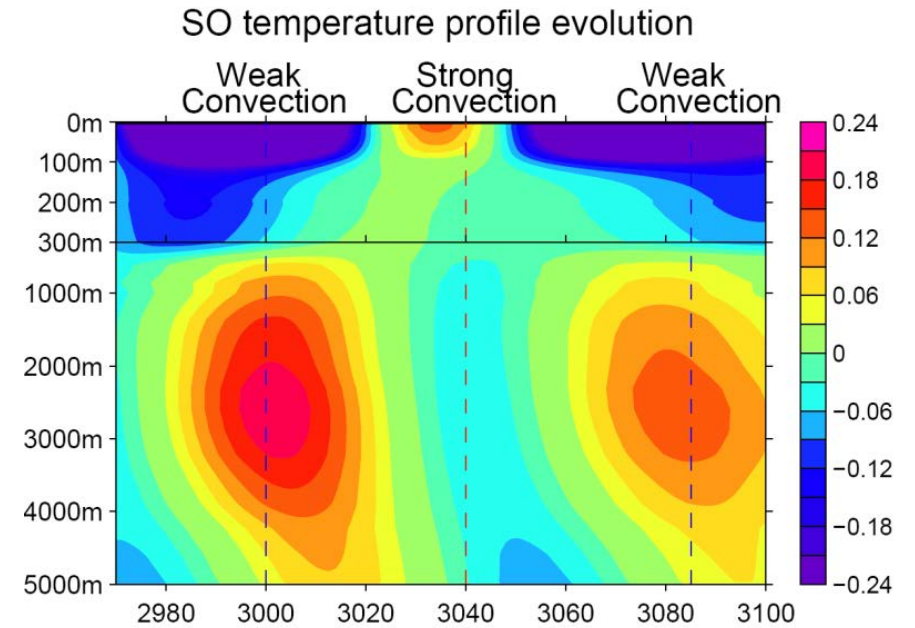 SO temperature profile evolution
Weak Strong Weak
Convection Convection Convection
0m
100m
200m
300m
1000m
2000m
3000m
4000m
5000m
2980 3000 3020 3040 3060 3080 3100
0.24
0.18
0.12
0.06
0
−0.06
−0.12
−0.18
−0.24